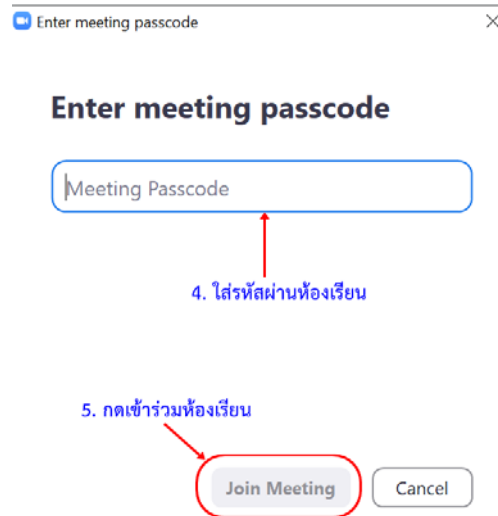 Enter meeting passcode
Enter meeting passcode
Meeting Passcode
4. ใส่รหัสผ่านห้องเรียน
5. กดเข้าร่วมห้องเรียน
Join Meeting Cancel